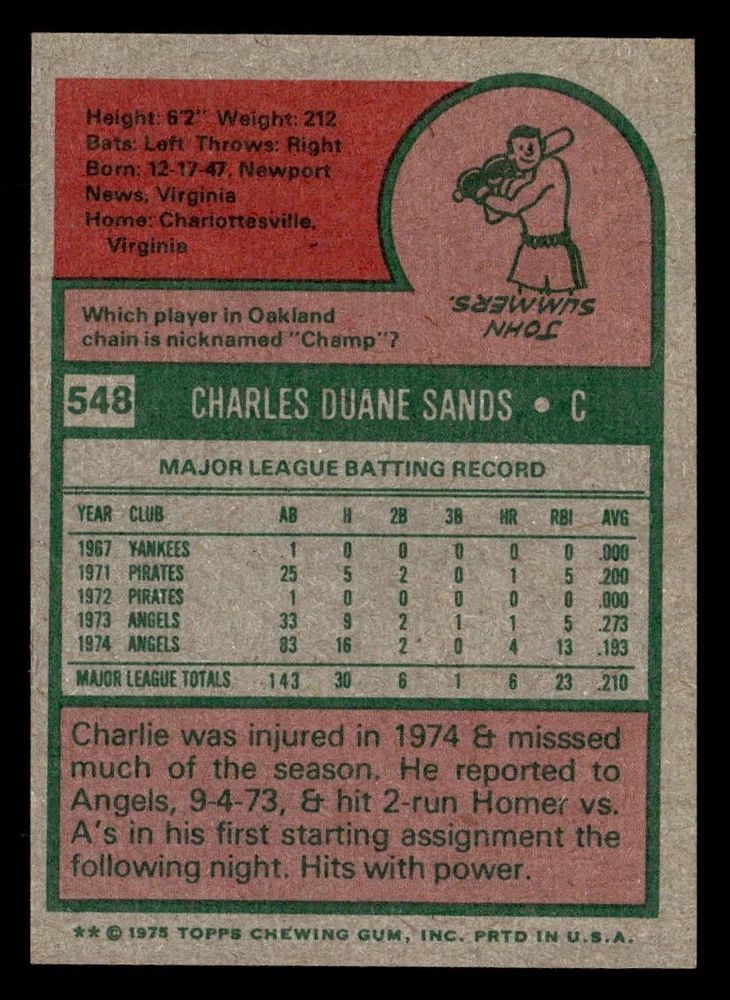 Height: 6'2" Weight: 212
Bats: Left Throws: Right
Born: 12-17-47, Newport
News, Virginia
Home: Charlottesville,
Virginia
JOHN
SUMMERS.
Which player in Oakland
chain is nicknamed "Champ"?
548 CHARLES DUANE SANDS • C
MAJOR LEAGUE BATTING RECORD
YEAR CLUB AB H 2B 3B HR RBI AVG
1967 YANKEES 1 0 0 0 0 0 .000
1971 PIRATES 25 5 2 0 1 5 .200
1972 PIRATES 1 0 0 0 0 0 .000
1973 ANGELS 33 9 2 1 1 5 .273
1974 ANGELS 83 16 2 0 4 13 .193
MAJOR LEAGUE TOTALS 143 30 6 1 6 23 .210
Charlie was injured in 1974 & misssed
much of the season. He reported to
Angels, 9-4-73, & hit 2-run Homer vs.
A's in his first starting assignment the
following night. Hits with power.
** © 1975 TOPPS CHEWING GUM, INC. PRTD IN U.S.A.